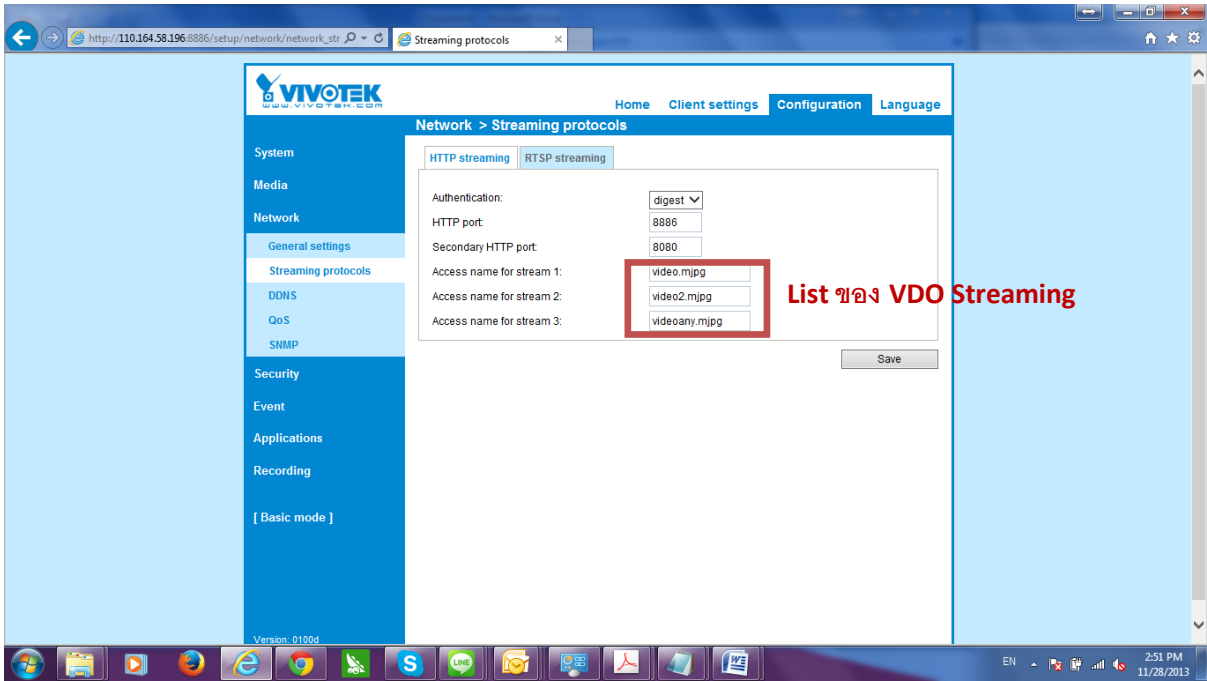 http://110.164.58.196:8886/setup/network/network_str
Streaming protocols
VIVOTEK
www.vivotek.com
Home Client settings Configuration Language
Network > Streaming protocols
System
Media
Network
General settings
Streaming protocols
DDNS
QoS
SNMP
Security
Event
Applications
Recording
[ Basic mode ]
Version: 0100d
HTTP streaming RTSP streaming
Authentication: digest
HTTP port: 8886
Secondary HTTP port: 8080
Access name for stream 1: video.mjpg
Access name for stream 2: video2.mjpg
Access name for stream 3: videoany.mjpg
List ของ VDO Streaming
Save
LINE
EN
2:51 PM
11/28/2013